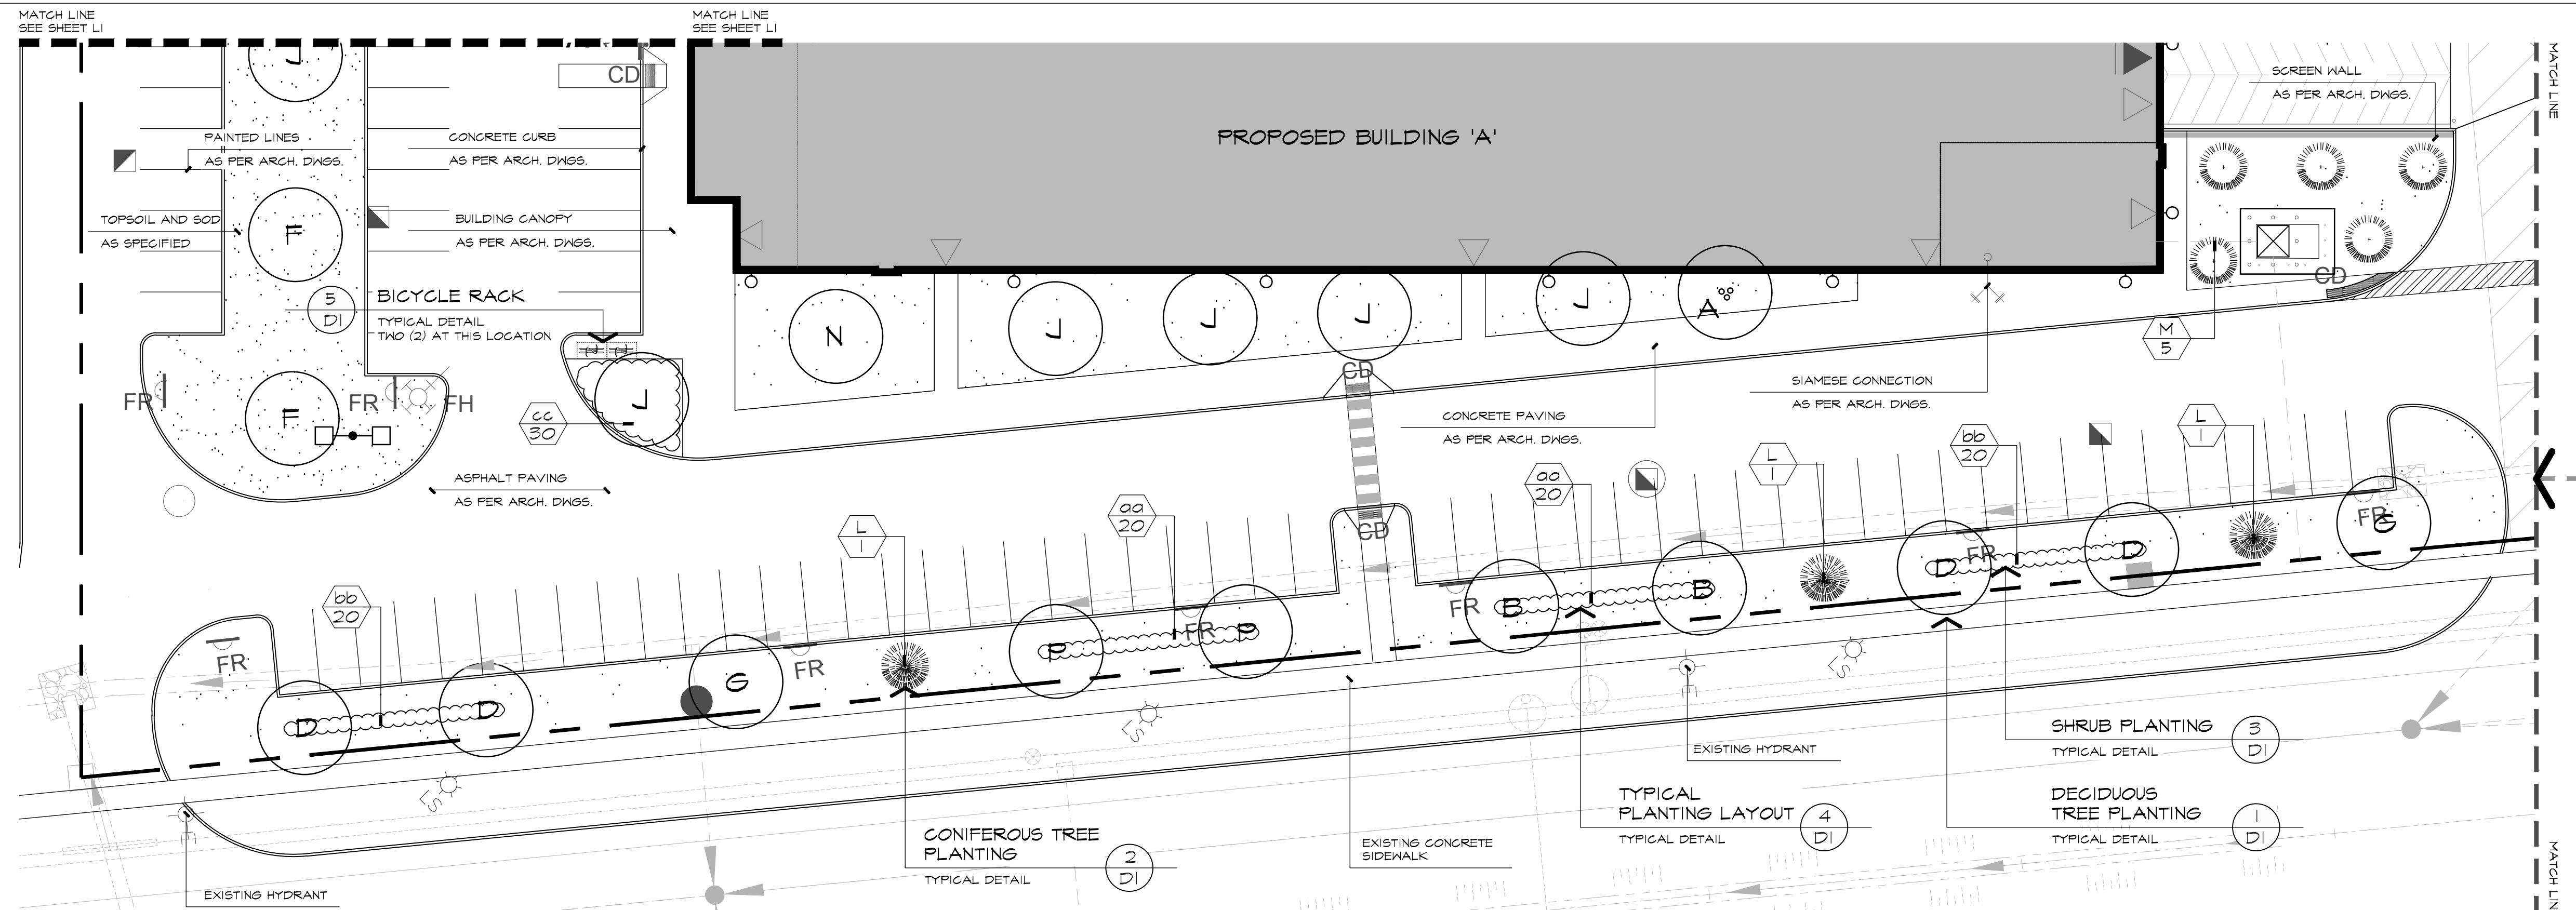 MATCH LINE
SEE SHEET L1
MATCH LINE
SEE SHEET L1
MATCH LINE
J
CD
PROPOSED BUILDING 'A'
SCREEN WALL
AS PER ARCH. DWGS.
PAINTED LINES
AS PER ARCH. DWGS.
CONCRETE CURB
AS PER ARCH. DWGS.
TOPSOIL AND SOD
AS SPECIFIED
F
BUILDING CANOPY
AS PER ARCH. DWGS.
5
D1
BICYCLE RACK
TYPICAL DETAIL
TWO (2) AT THIS LOCATION
N
J
J
J
J
A
CD
M
5
FR
F
FR
FH
J
cc
30
CD
CONCRETE PAVING
AS PER ARCH. DWGS.
SIAMESE CONNECTION
AS PER ARCH. DWGS.
ASPHALT PAVING
AS PER ARCH. DWGS.
L
1
aa
20
CD
aa
20
L
1
bb
20
L
1
FR
G
bb
20
FR
D
D
G
FR
P
FR
P
FR
B
B
D
FR
D
LS
LS
LS
EXISTING HYDRANT
SHRUB PLANTING
TYPICAL DETAIL
3
D1
CONIFEROUS TREE
PLANTING
TYPICAL DETAIL
2
D1
EXISTING CONCRETE
SIDEWALK
TYPICAL
PLANTING LAYOUT
TYPICAL DETAIL
4
D1
DECIDUOUS
TREE PLANTING
TYPICAL DETAIL
1
D1
EXISTING HYDRANT
MATCH LIN